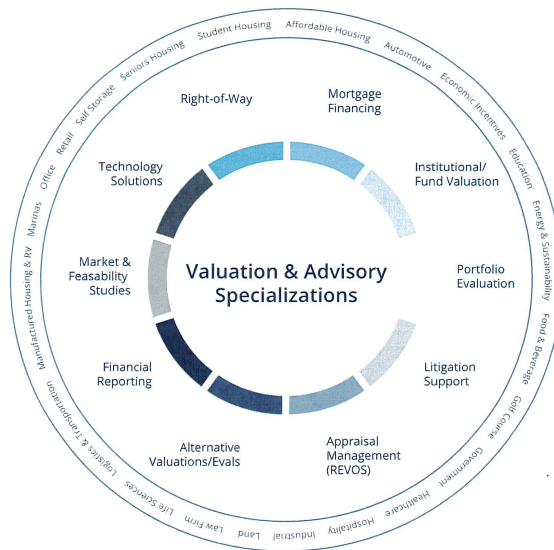 Valuation & Advisory
Specializations
Mortgage
Financing
Institutional/
Fund Valuation
Portfolio
Evaluation
Litigation
Support
Appraisal
Management
(REVOS)
Alternative
Valuations/Evals
Financial
Reporting
Market &
Feasability
Studies
Technology
Solutions
Right-of-Way
Affordable Housing
Automotive
Economic Incentives
Education
Energy & Sustainability
Food & Beverage
Golf Course
Government
Healthcare
Hospitality
Industrial
Land
Law Firm
Life Sciences
Logistics & Transportation
Manufactured Housing & RV
Marinas
Office
Retail
Self Storage
Seniors Housing
Student Housing